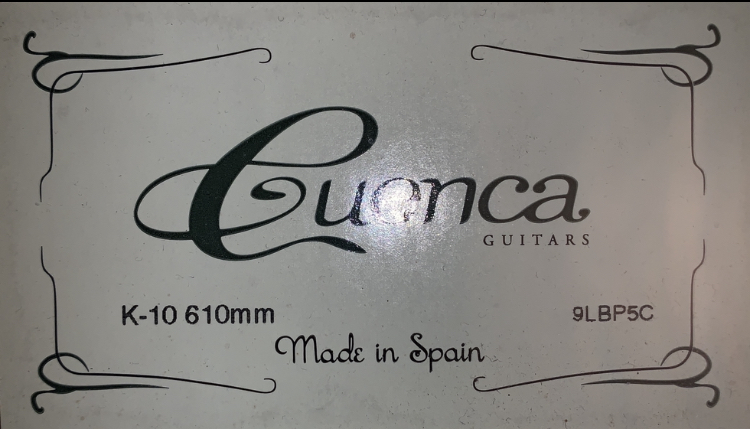 Cuenca
GUITARS
K-10 610mm
9LBP5C
Made in Spain